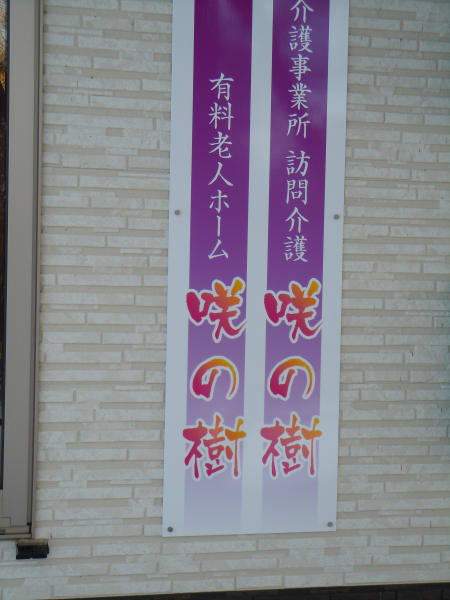 介護事業所 訪問介護
咲の樹
有料老人ホーム
咲の樹